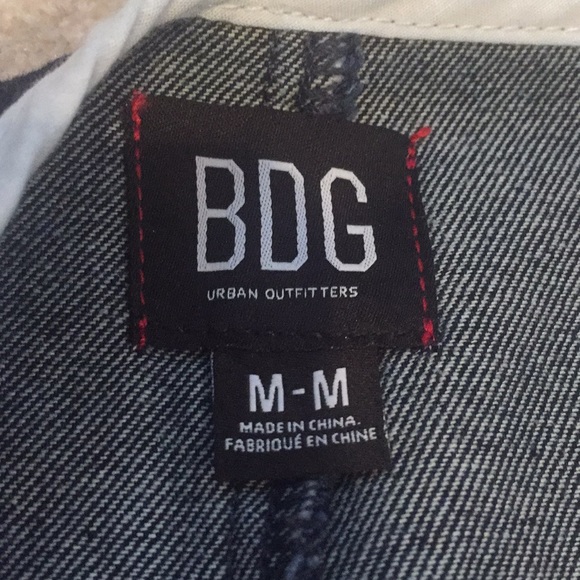 BDG
URBAN OUTFITTERS
M-M
MADE IN CHINA.
FABRIQUÉ EN CHINE